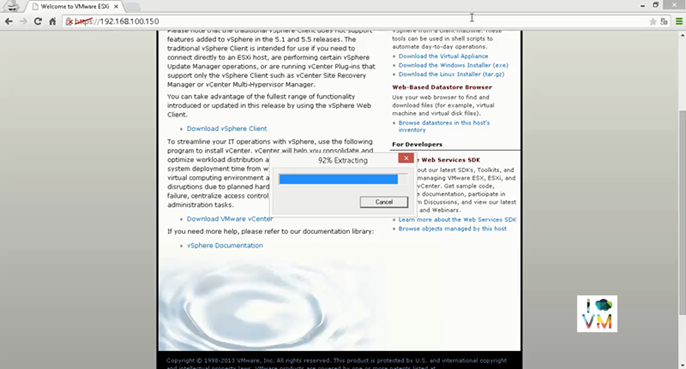 Welcome to VMware ESXi
https://192.168.100.150
Please note that the traditional vSphere Client does not support
features added to vSphere in the 5.1 and 5.5 releases. The
traditional vSphere Client is intended for use if you need to
connect directly to an ESXi host, are performing certain vSphere
Update Manager operations, or are running vCenter Plug-ins that
support only the vSphere Client such as vCenter Site Recovery
Manager or vCenter Multi-Hypervisor Manager.
You can take advantage of the fullest range of functionality
introduced or updated in this release by using the vSphere Web
Client.
Download vSphere Client
To streamline your IT operations with vSphere, use the following
program to install vCenter. vCenter will help you consolidate and
optimize workload distribution a
system deployment time from w
virtual computing environment a
disruptions due to planned hard
failure, centralize access control
administration tasks.
Download VMware vCenter
If you need more help, please refer to our documentation library:
vSphere Documentation
vSphere from a client machine. These
tools can be used in shell scripts to
automate day-to-day operations.
Download the Virtual Appliance
Download the Windows Installer (exe)
Download the Linux Installer (tar.gz)
Web-Based Datastore Browser
Use your web browser to find and
download files (for example, virtual
machine and virtual disk files).
Browse datastores in this host's
inventory
For Developers
e Web Services SDK
out our latest SDKs, Toolkits, and
managing VMware ESX, ESXi, and
Center. Get sample code,
documentation, participate in
m Discussions, and view our latest
and Webinars.
Learn more about the Web Services SDK
Browse objects managed by this host
92% Extracting
Cancel
i
VM
Copyright © 1998-2013 VMware, Inc. All rights reserved. This product is protected by U.S. and international copyright
and intellectual property laws. VMware products are covered by one or more patents listed at